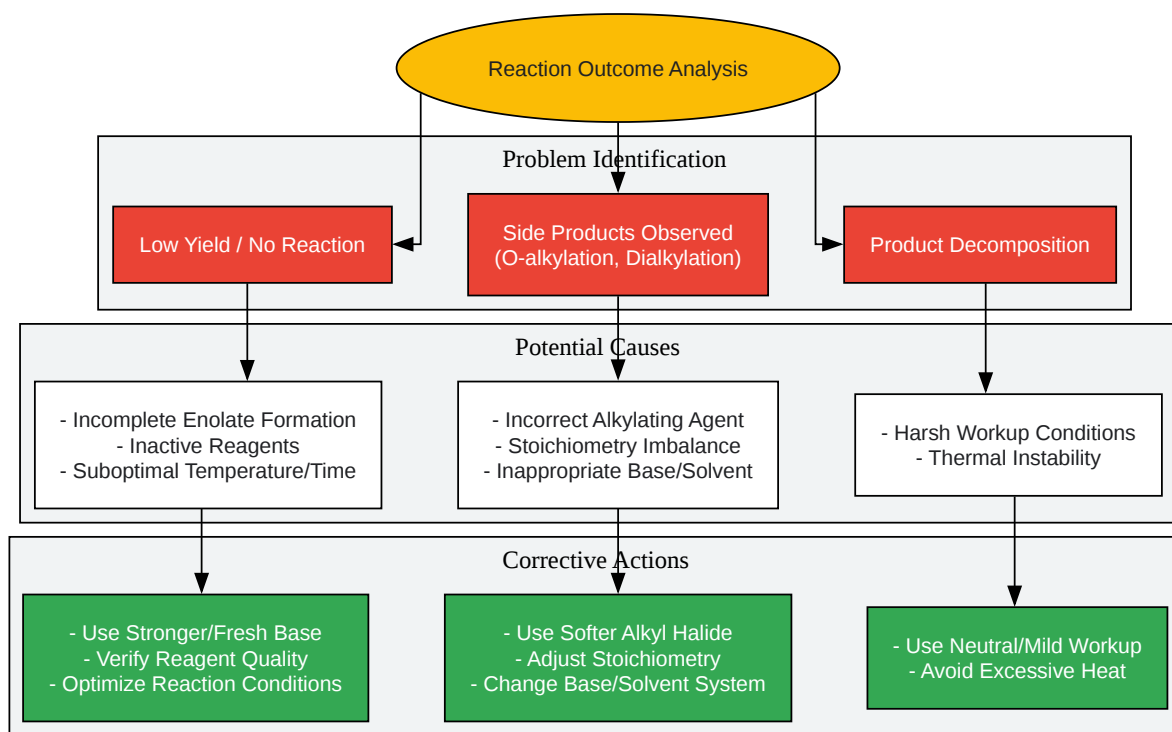 Reaction Outcome Analysis
Problem Identification
Low Yield / No Reaction
Side Products Observed
(O-alkylation, Dialkylation)
Product Decomposition
Potential Causes
- Incomplete Enolate Formation
- Inactive Reagents
- Suboptimal Temperature/Time
- Incorrect Alkylating Agent
- Stoichiometry Imbalance
- Inappropriate Base/Solvent
- Harsh Workup Conditions
- Thermal Instability
Corrective Actions
- Use Stronger/Fresh Base
- Verify Reagent Quality
- Optimize Reaction Conditions
- Use Softer Alkyl Halide
- Adjust Stoichiometry
- Change Base/Solvent System
- Use Neutral/Mild Workup
- Avoid Excessive Heat